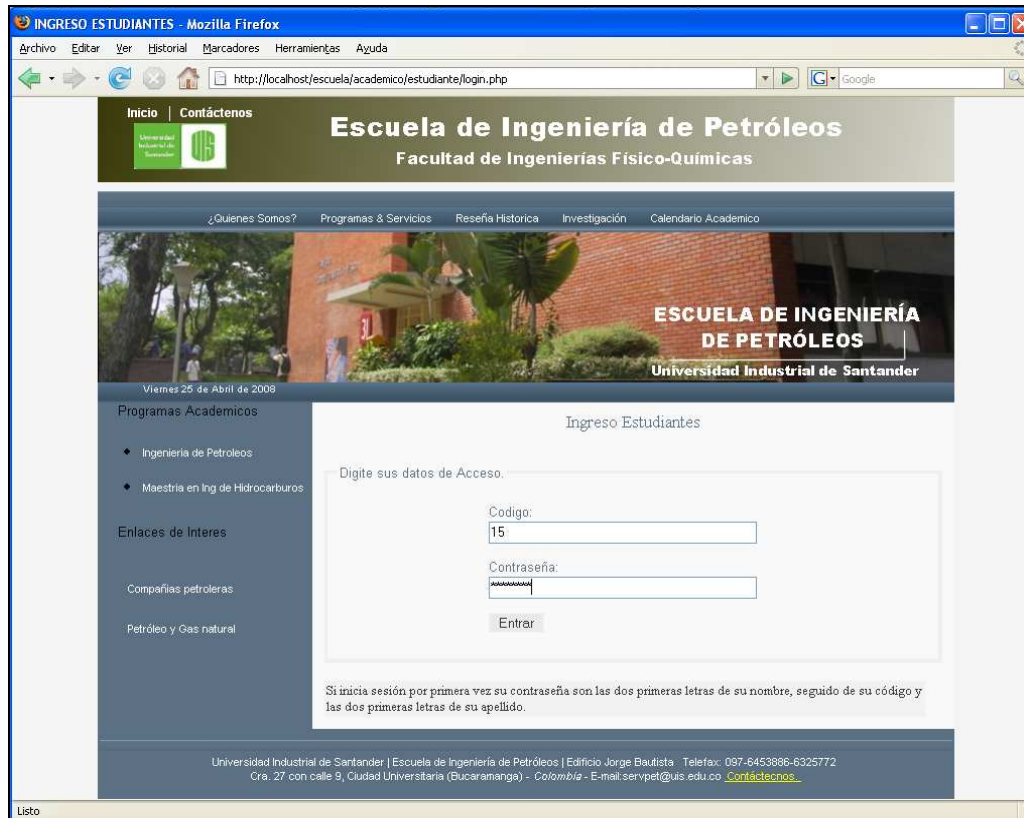 INGRESO ESTUDIANTES - Mozilla Firefox
Archivo Editar Ver Historial Marcadores Herramientas Ayuda
http://localhost/escuela/academico/estudiante/login.php
G Google
Inicio | Contáctenos
Universidad
Industrial de
Santander
Escuela de Ingeniería de Petróleos
Facultad de Ingenierías Físico-Químicas
¿Quienes Somos? Programas & Servicios Reseña Historica Investigación Calendario Academico
ESCUELA DE INGENIERÍA
DE PETRÓLEOS
Universidad Industrial de Santander
Viernes 25 de Abril de 2008
Programas Academicos
Ingenieria de Petroleos
Maestria en Ing de Hidrocarburos
Enlaces de Interes
Compañias petroleras
Petróleo y Gas natural
Ingreso Estudiantes
Digite sus datos de Acceso.
Codigo:
15
Contraseña:
********
Entrar
Si inicia sesión por primera vez su contraseña son las dos primeras letras de su nombre, seguido de su código y
las dos primeras letras de su apellido.
Universidad Industrial de Santander | Escuela de Ingeniería de Petróleos | Edificio Jorge Bautista Telefax: 097-6453886-6325772
Cra. 27 con calle 9, Ciudad Universitaria (Bucaramanga) - Colombia - E-mail:servpet@uis.edu.co Contáctecnos.
Listo